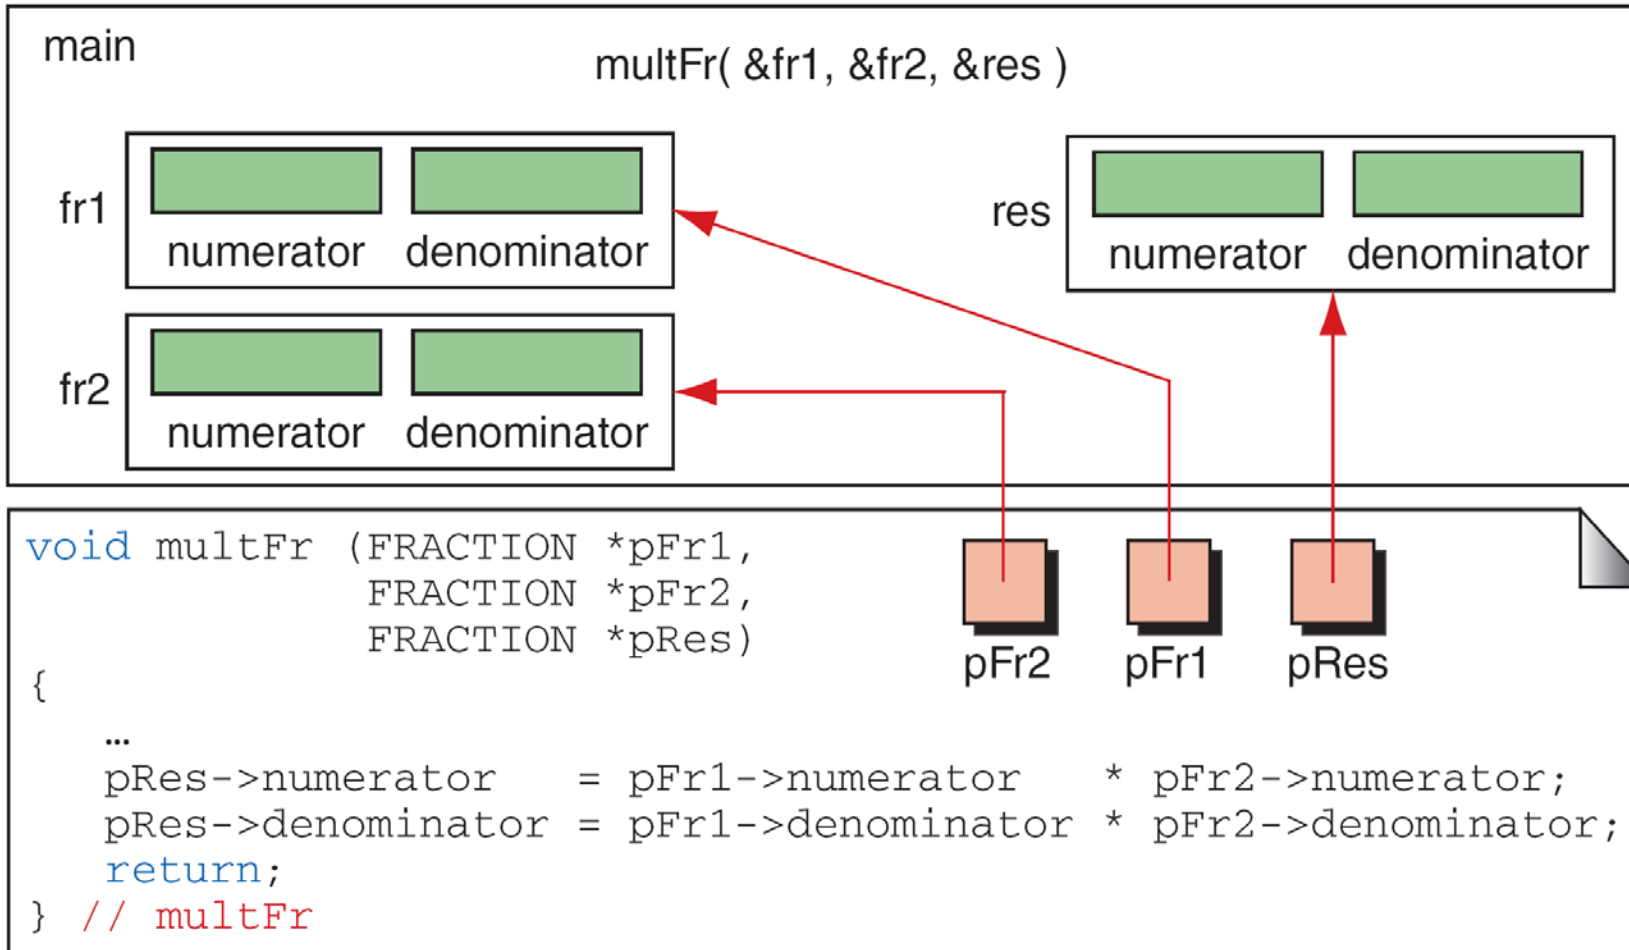 main
multFr( &fr1, &fr2, &res )
fr1
numerator denominator
res
numerator denominator
fr2
numerator denominator
void multFr (FRACTION *pFr1,
FRACTION *pFr2,
FRACTION *pRes)
pFr2 pFr1 pRes
{
…
pRes->numerator = pFr1->numerator * pFr2->numerator;
pRes->denominator = pFr1->denominator * pFr2->denominator;
return;
} // multFr